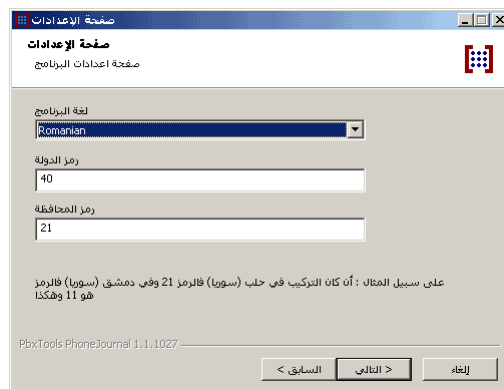 صفحة الإعدادات
صفحة الإعدادات
صفحة اعدادات البرنامج
لغة البرنامج
Romanian
رمز الدولة
40
رمز المحافظة
21
على سبيل المثال : أن كان التركيب في حلب (سوريا) فالرمز 21 وفي دمشق (سوريا) فالرمز
هو 11 وهكذا
PbxTools PhoneJournal 1.1.1027
< السابق
التالي >
إلغاء